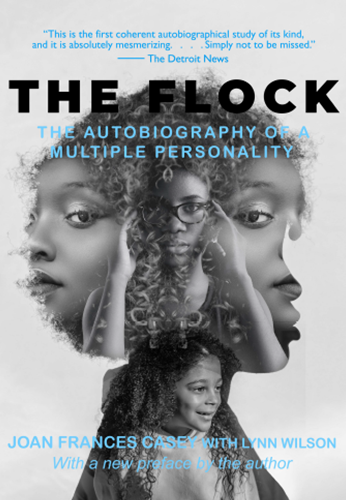 “This is the first coherent autobiographical study of its kind,
and it is absolutely mesmerizing. . . . Simply not to be missed.”
—— The Detroit News
THE FLOCK
THE AUTOBIOGRAPHY OF A
MULTIPLE PERSONALITY
JOAN FRANCES CASEY WITH LYNN WILSON
With a new preface by the author